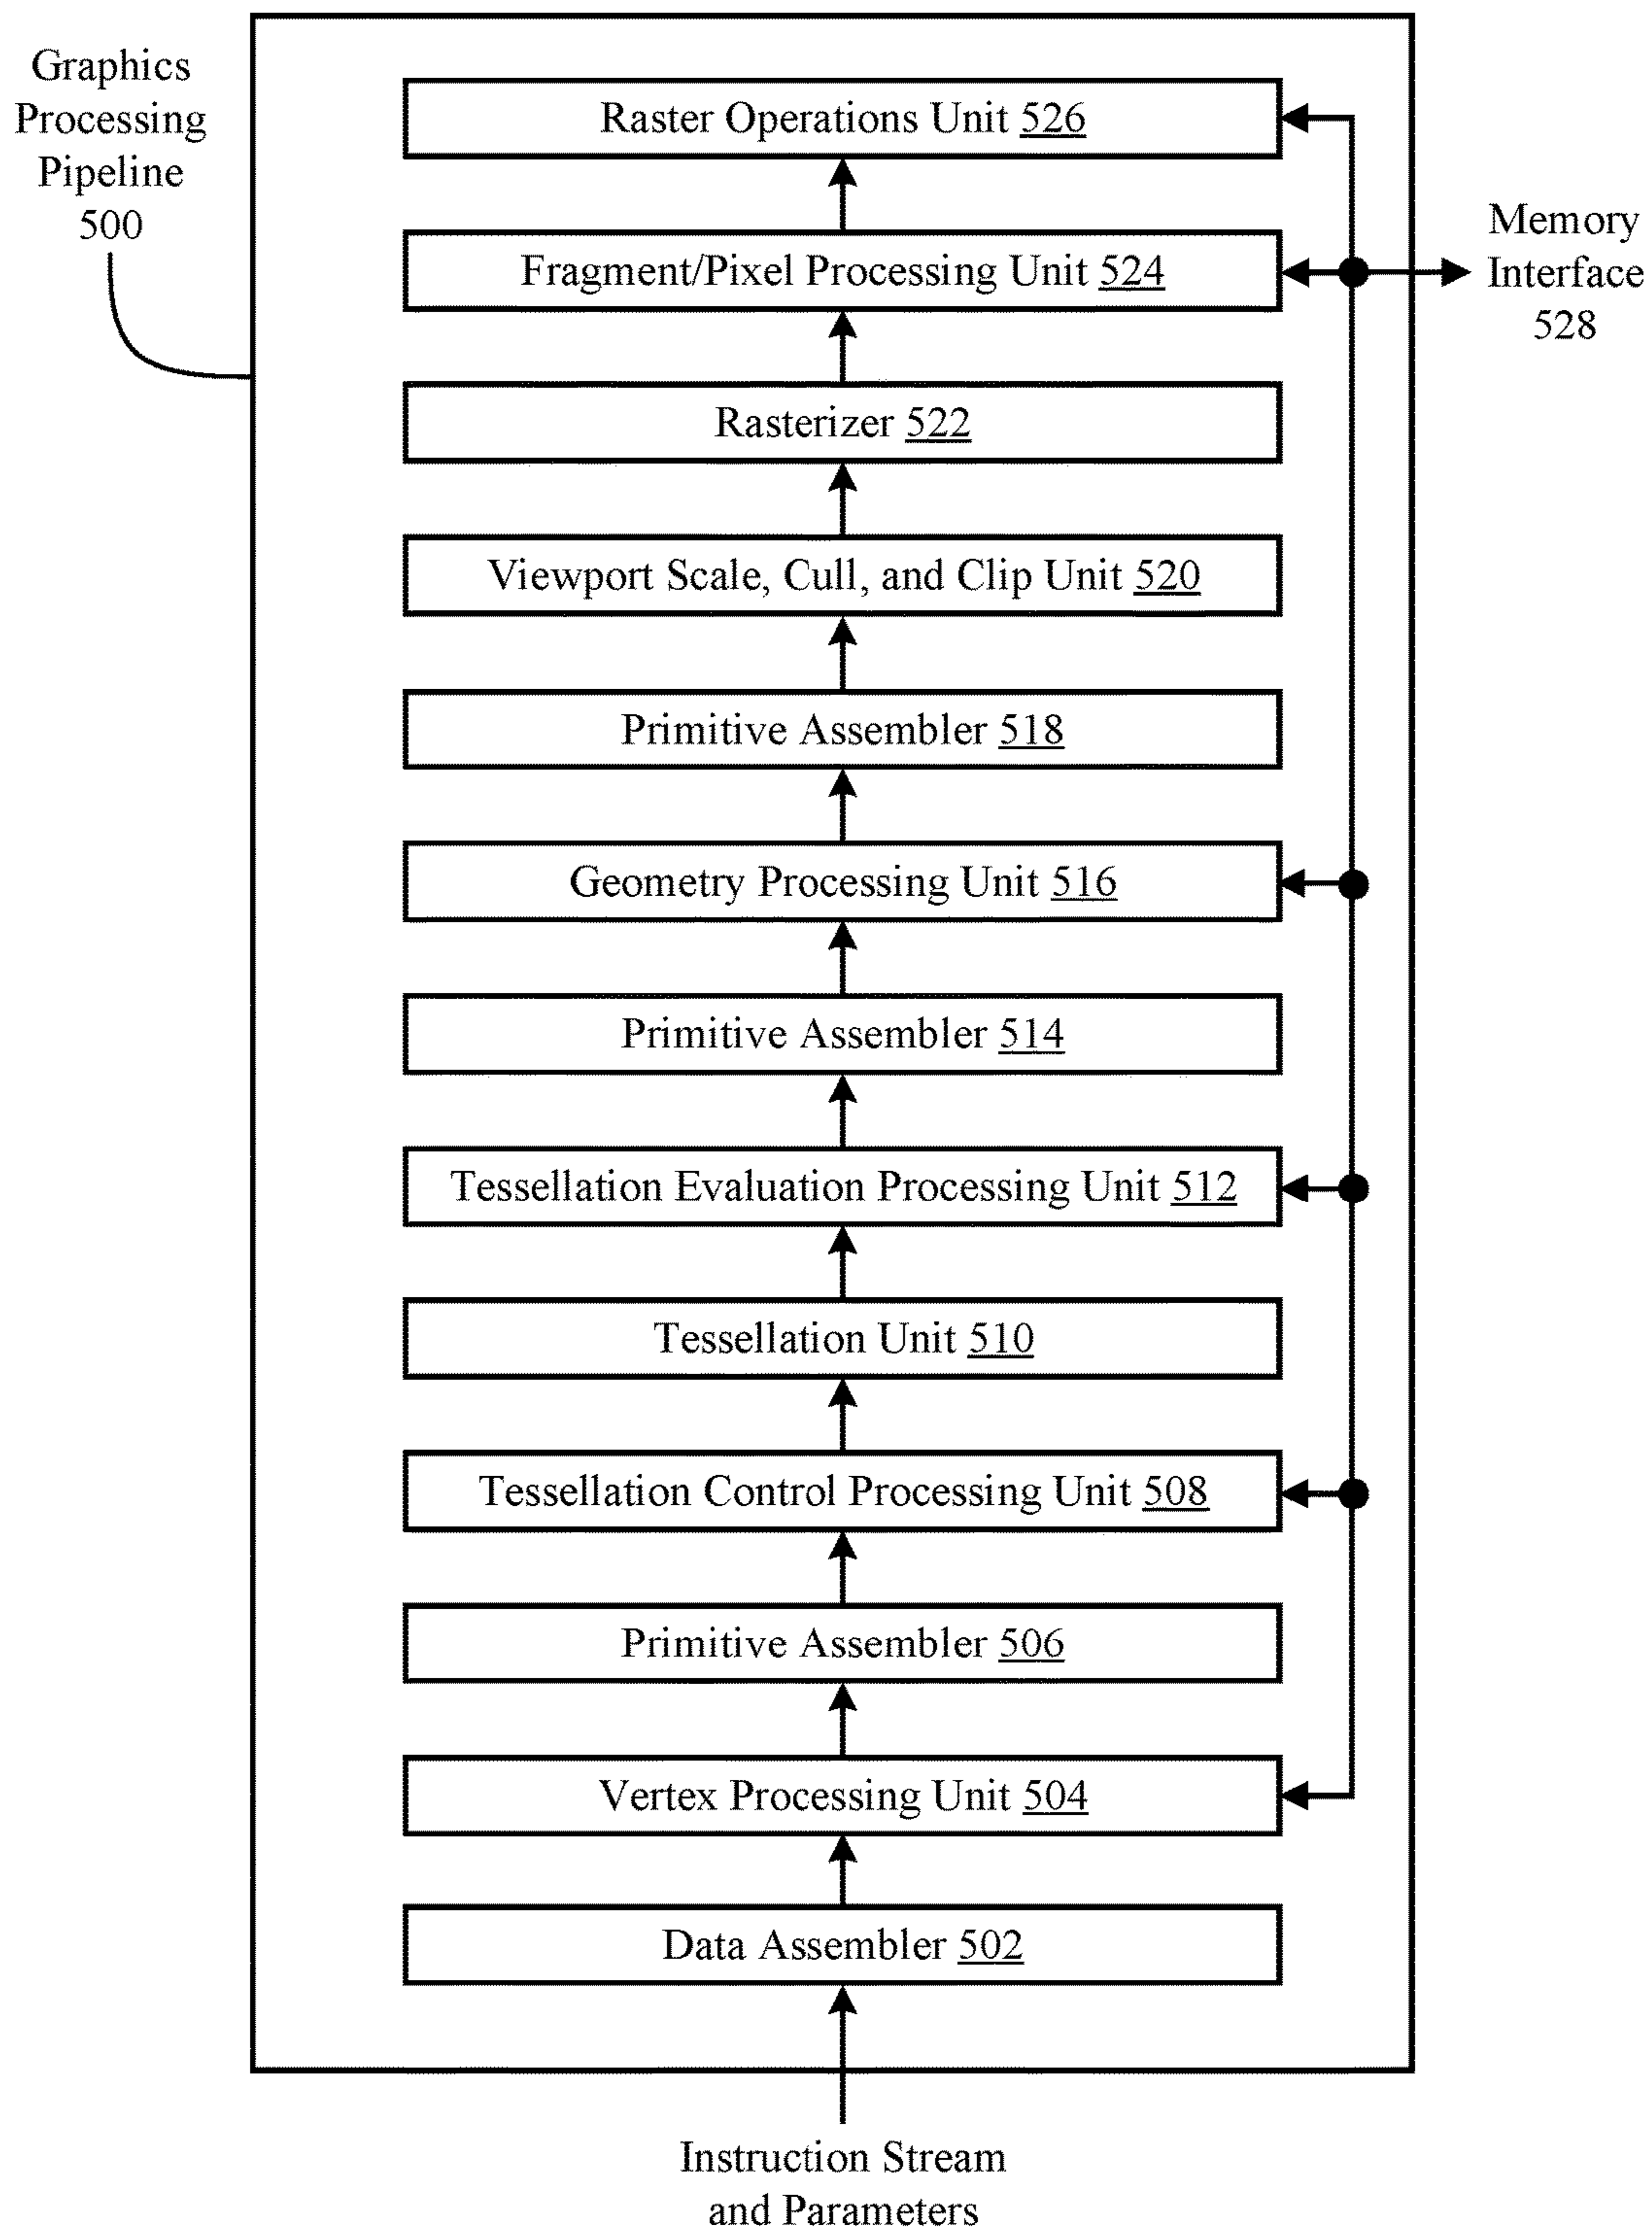 Graphics
Processing
Pipeline
500
Raster Operations Unit 526
Fragment/Pixel Processing Unit 524
Memory
Interface
528
Rasterizer 522
Viewport Scale, Cull, and Clip Unit 520
Primitive Assembler 518
Geometry Processing Unit 516
Primitive Assembler 514
Tessellation Evaluation Processing Unit 512
Tessellation Unit 510
Tessellation Control Processing Unit 508
Primitive Assembler 506
Vertex Processing Unit 504
Data Assembler 502
Instruction Stream
and Parameters